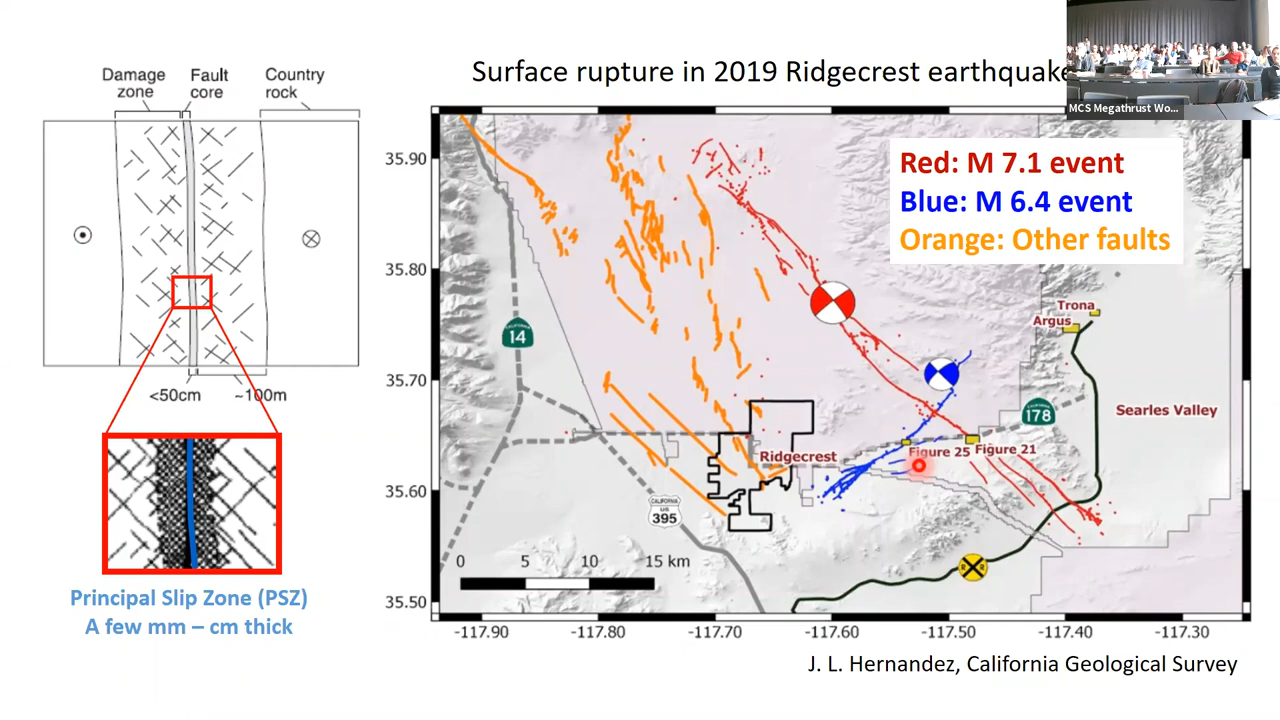 Surface rupture in 2019 Ridgecrest earthquake
MCS Megathrust Wo...
Damage
zone
Fault
core
Country
rock
<50cm
~100m
Principal Slip Zone (PSZ)
A few mm – cm thick
Red: M 7.1 event
Blue: M 6.4 event
Orange: Other faults
35.90
35.80
35.70
35.60
35.50
CALIFORNIA
14
Trona
Argus
CALIFORNIA
178
Searles Valley
Ridgecrest
Figure 25
Figure 21
CALIFORNIA
US
395
R R
0 5 10 15 km
-117.90 -117.80 -117.70 -117.60 -117.50 -117.40 -117.30
J. L. Hernandez, California Geological Survey